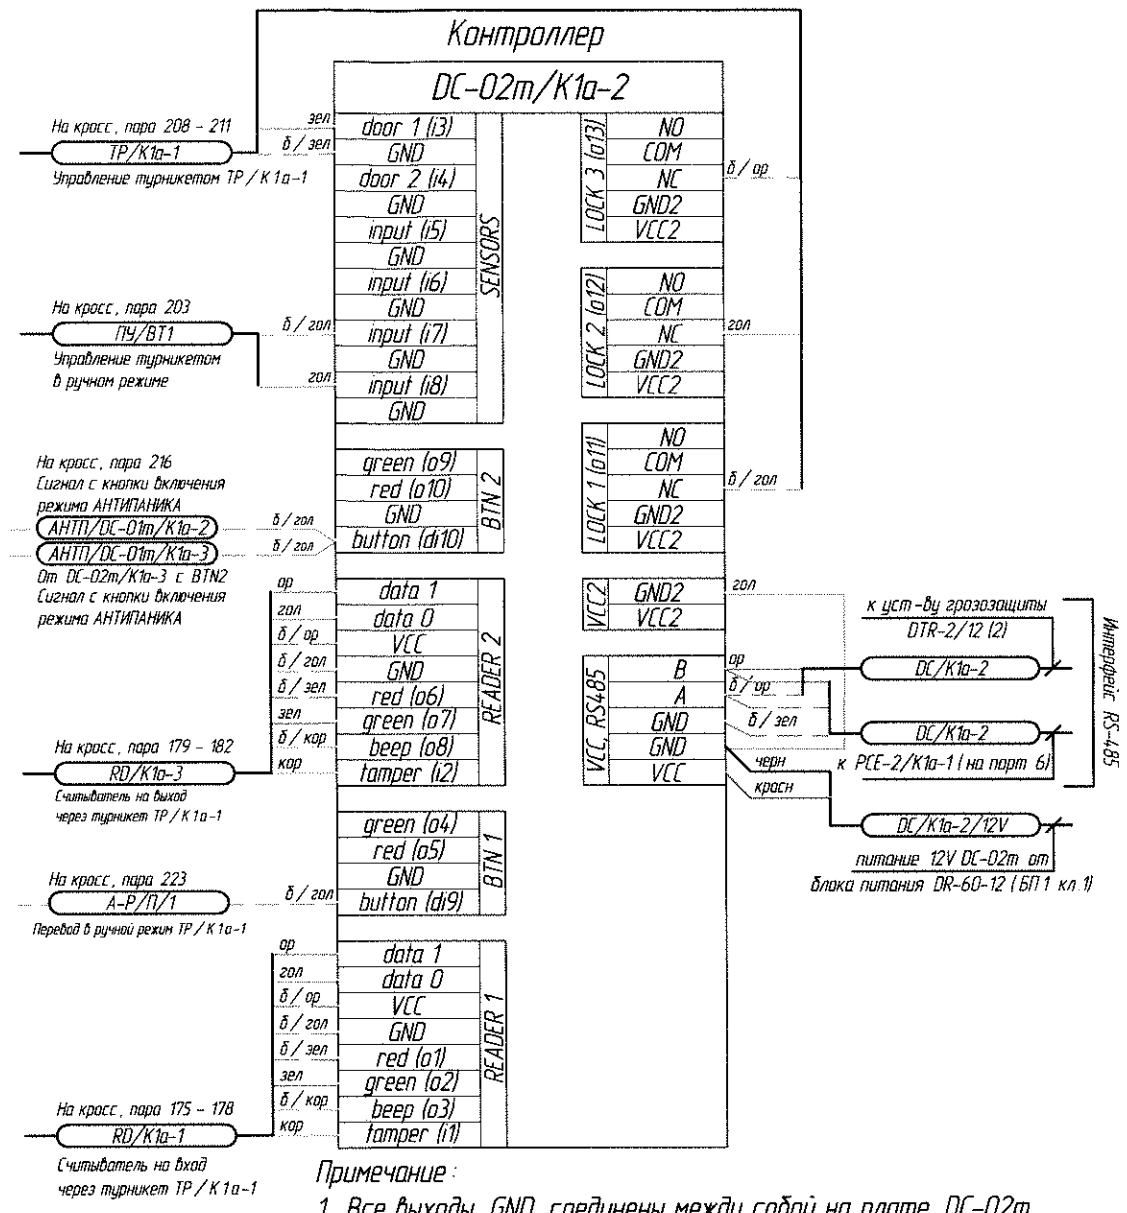 Контроллер
DC-02m/K1a-2
На кросс, пара 208 - 211
TP/K1a-1
Управление турникетом TP / K1a-1
зел
б / зел
door 1 (i3)
GND
door 2 (i4)
GND
input (i5)
GND
input (i6)
GND
input (i7)
GND
input (i8)
GND
SENSORS
На кросс, пара 203
ПУ/ВТ1
Управление турникетом
в ручном режиме
б / гол
гол
На кросс, пара 216
Сигнал с кнопки включения
режима АНТИПАНИКА
АНТП/DC-01m/K1a-2
АНТП/DC-01m/K1a-3
От DC-02m/K1a-3 с BTN2
Сигнал с кнопки включения
режима АНТИПАНИКА
б / гол
б / гол
green (o9)
red (o10)
GND
button (di10)
BTN 2
ор
гол
б / ор
б / гол
б / зел
зел
б / кор
кор
data 1
data 0
VCC
GND
red (o6)
green (o7)
beep (o8)
tamper (i2)
READER 2
На кросс, пара 179 - 182
RD/K1a-3
Считыватель на выход
через турникет TP / K1a-1
green (o4)
red (o5)
GND
button (di9)
BTN 1
На кросс, пара 223
А-Р/П/1
Перевод в ручной режим TP / K1a-1
б / гол
ор
гол
б / ор
б / гол
б / зел
зел
б / кор
кор
data 1
data 0
VCC
GND
red (o1)
green (o2)
beep (o3)
tamper (i1)
READER 1
На кросс, пара 175 - 178
RD/K1a-1
Считыватель на вход
через турникет TP / K1a-1
LOCK 3 (o13)
NO
COM
NC
GND2
VCC2
б / ор
LOCK 2 (o12)
NO
COM
NC
GND2
VCC2
гол
LOCK 1 (o11)
NO
COM
NC
GND2
VCC2
б / гол
VCC2
GND2
VCC2
гол
VCC, RS485
B
A
GND
GND
VCC
ор
б / ор
б / зел
черн
красн
к уст-ву грозозащиты
DTR-2/12 (2)
DC/K1a-2
DC/K1a-2
к PCE-2/K1a-1 (на порт 6)
Интерфейс RS-485
DC/K1a-2/12V
питание 12V DC-02m от
блока питания DR-60-12 (БП1 кл.1)
Примечание :
1. Все выходы GND соединены между собой на плате DC-02m